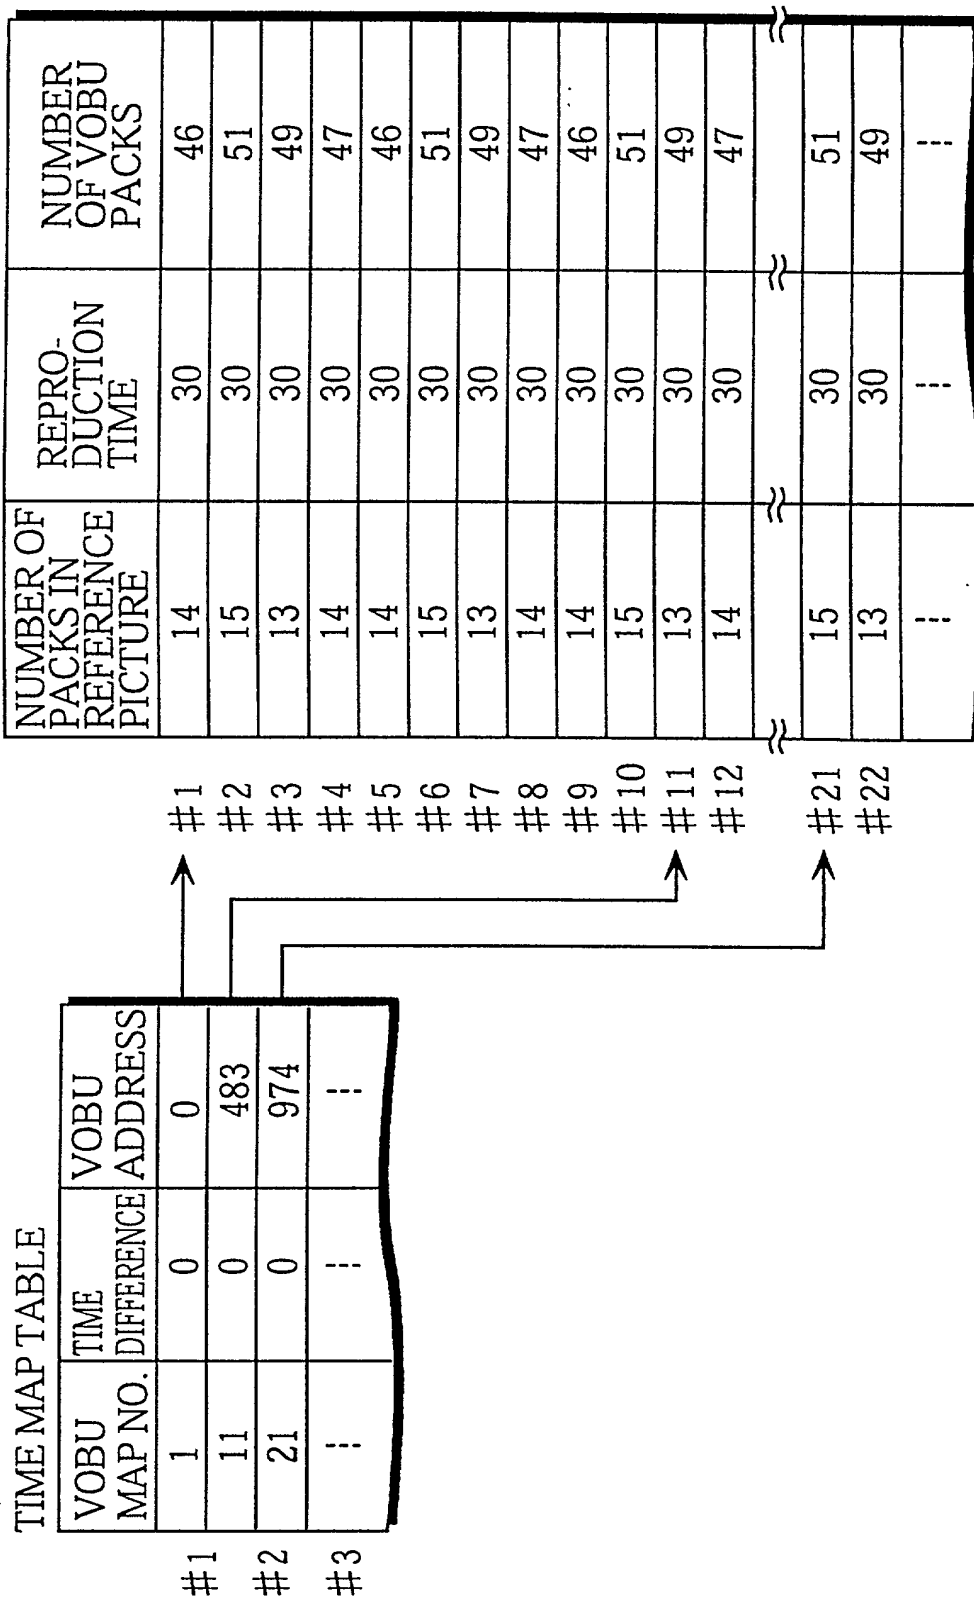 TIME MAP TABLE
VOBU MAP NO. TIME DIFFERENCE VOBU ADDRESS
#1 1 0 0
#2 11 0 483
#3 21 0 974
--- --- ---
NUMBER OF PACKS IN REFERENCE PICTURE REPRO-DUCTION TIME NUMBER OF VOBU PACKS
#1 14 30 46
#2 15 30 51
#3 13 30 49
#4 14 30 47
#5 14 30 46
#6 15 30 51
#7 13 30 49
#8 14 30 47
#9 14 30 46
#10 15 30 51
#11 13 30 49
#12 14 30 47
#21 15 30 51
#22 13 30 49
--- --- ---